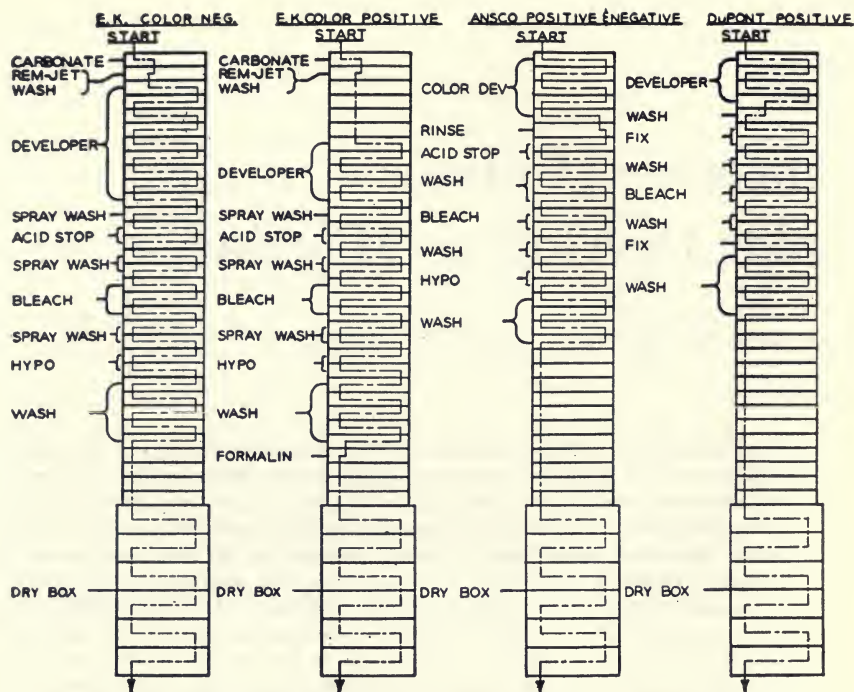 E.K. COLOR NEG.
START
CARBONATE
REM-JET
WASH
DEVELOPER
SPRAY WASH
ACID STOP
SPRAY WASH
BLEACH
SPRAY WASH
HYPO
WASH
DRY BOX
E.K. COLOR POSITIVE
START
CARBONATE
REM-JET
WASH
DEVELOPER
SPRAY WASH
ACID STOP
SPRAY WASH
BLEACH
SPRAY WASH
HYPO
WASH
FORMALIN
DRY BOX
ANSCO POSITIVE & NEGATIVE
START
COLOR DEV
RINSE
ACID STOP
WASH
BLEACH
WASH
HYPO
WASH
DRY BOX
DUPONT POSITIVE
START
DEVELOPER
WASH
FIX
WASH
BLEACH
WASH
FIX
WASH
DRY BOX